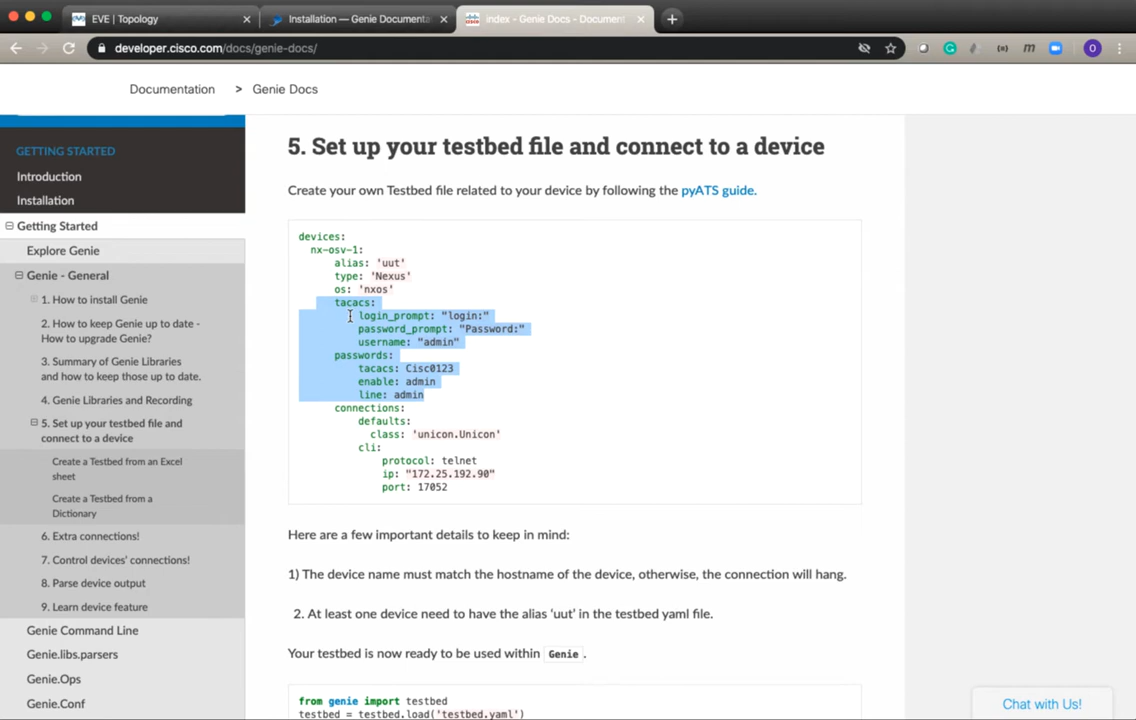 EVE | Topology
Installation — Genie Documenta
index - Genie Docs - Document
developer.cisco.com/docs/genie-docs/
Documentation > Genie Docs
GETTING STARTED
Introduction
Installation
Getting Started
Explore Genie
Genie - General
1. How to install Genie
2. How to keep Genie up to date -
How to upgrade Genie?
3. Summary of Genie Libraries
and how to keep those up to date.
4. Genie Libraries and Recording
5. Set up your testbed file and
connect to a device
Create a Testbed from an Excel
sheet
Create a Testbed from a
Dictionary
6. Extra connections!
7. Control devices' connections!
8. Parse device output
9. Learn device feature
Genie Command Line
Genie.libs.parsers
Genie.Ops
Genie.Conf
5. Set up your testbed file and connect to a device
Create your own Testbed file related to your device by following the pyATS guide.
devices:
nx-osv-1:
alias: 'uut'
type: 'Nexus'
os: 'nxos'
tacacs:
login_prompt: "login:"
password_prompt: "Password:"
username: "admin"
passwords:
tacacs: Cisc0123
enable: admin
line: admin
connections:
defaults:
class: 'unicon.Unicon'
cli:
protocol: telnet
ip: "172.25.192.90"
port: 17052
Here are a few important details to keep in mind:
1) The device name must match the hostname of the device, otherwise, the connection will hang.
2. At least one device need to have the alias 'uut' in the testbed yaml file.
Your testbed is now ready to be used within Genie .
from genie import testbed
testbed = testbed.load('testbed.yaml')
Chat with Us!